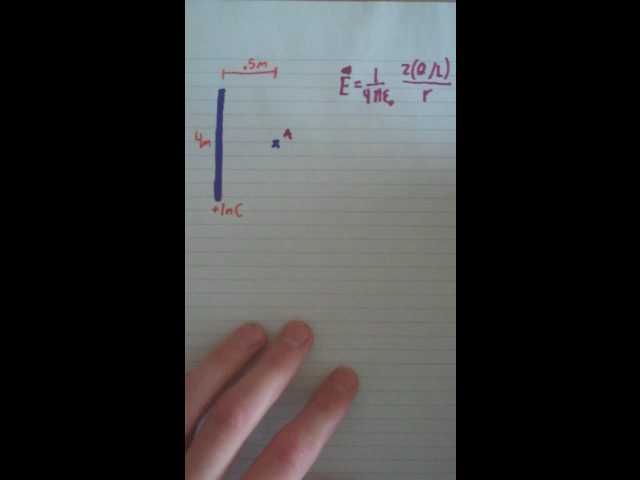 .5m
E = 1/4πε₀ 2(Q/L)/r
4m
A
+1nC